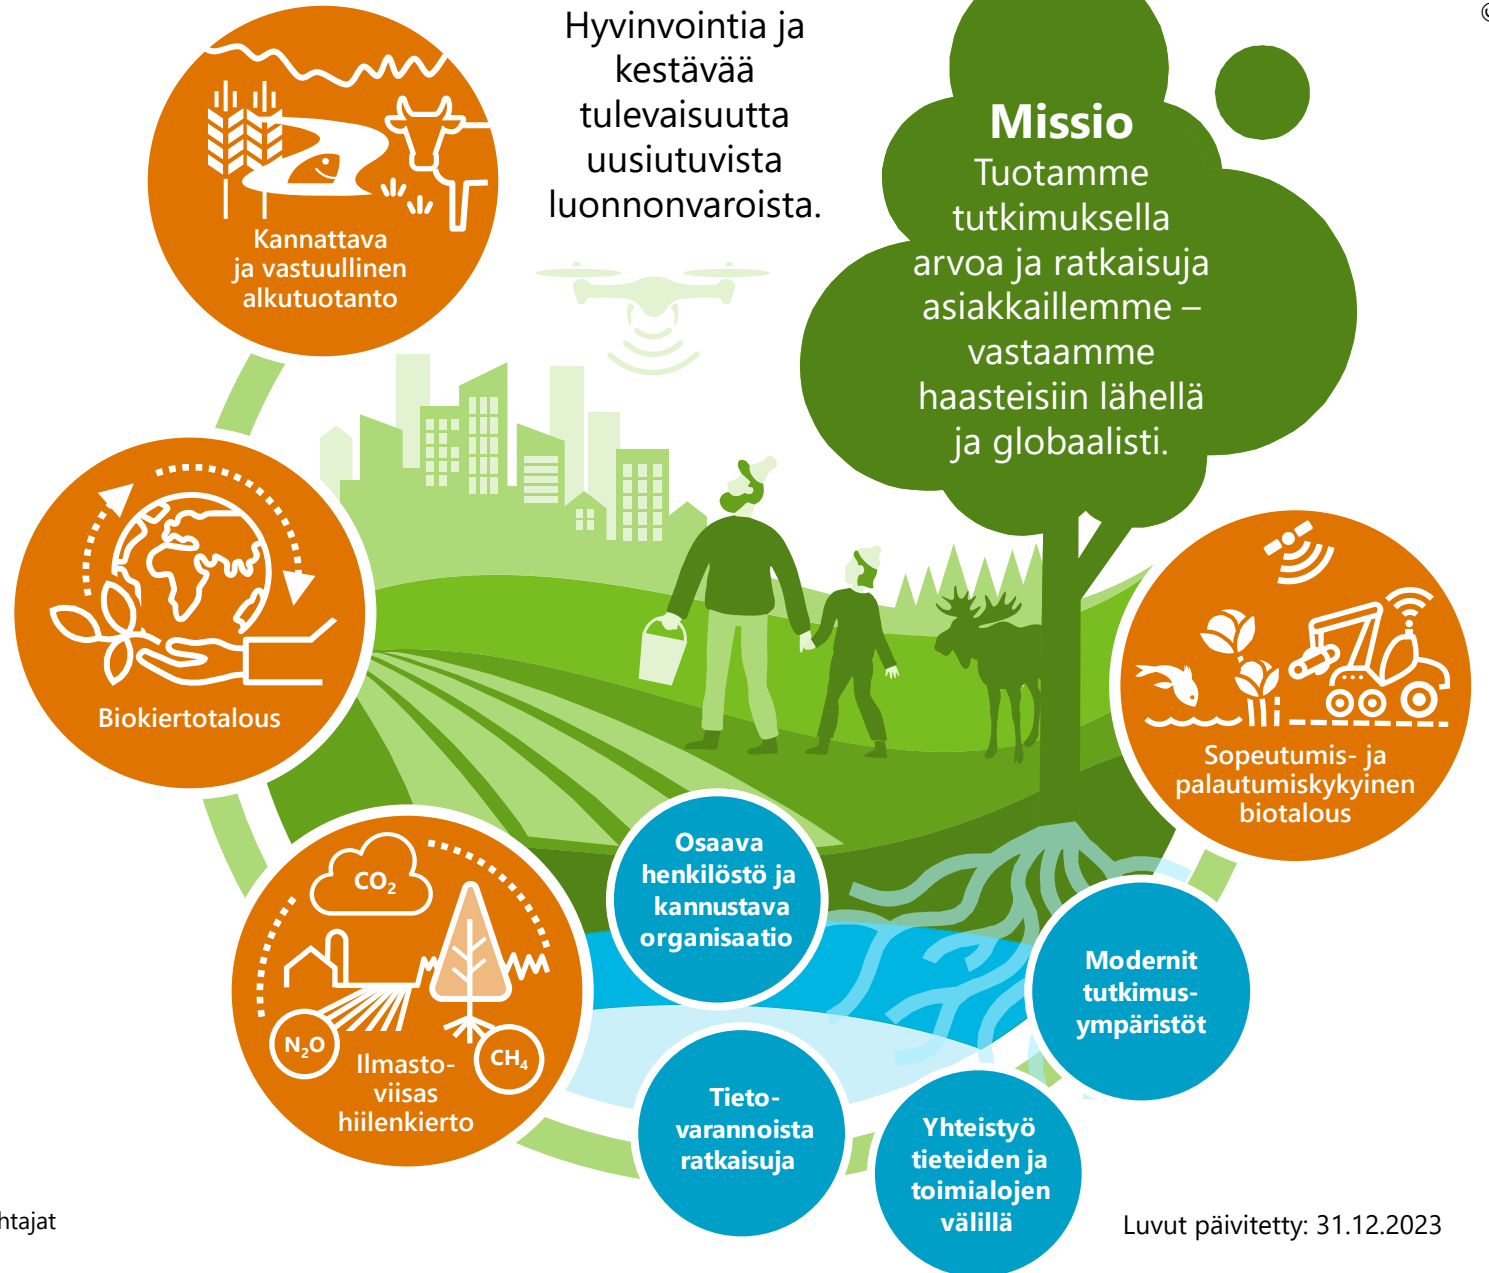 Hyvinvointia ja
kestävää
tulevaisuutta
uusiutuvista
luonnonvaroista.
Missio
Tuotamme
tutkimuksella
arvoa ja ratkaisuja
asiakkaillemme –
vastaamme
haasteisiin lähellä
ja globaalisti.
Kannattava
ja vastuullinen
alkutuotanto
Biokiertotalous
Sopeutumis- ja
palautumiskykyinen
biotalous
CO₂
N₂O
CH₄
Ilmasto-
viisas
hiilenkierto
Osaava
henkilöstö ja
kannustava
organisaatio
Modernit
tutkimus-
ympäristöt
Tieto-
varannoista
ratkaisuja
Yhteistyö
tieteiden ja
toimialojen
välillä
Luvut päivitetty: 31.12.2023